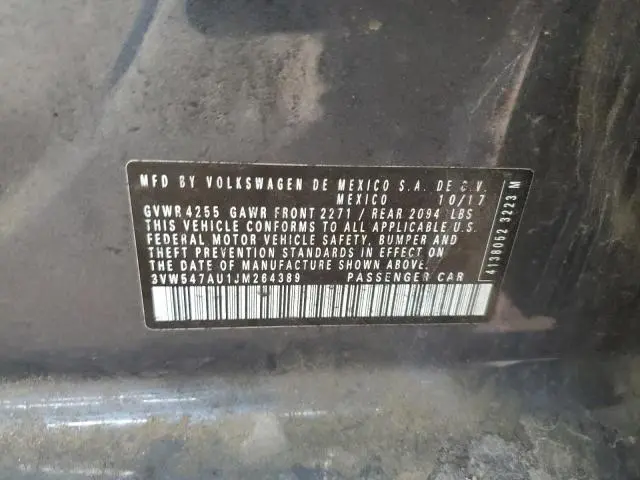 MFD BY VOLKSWAGEN DE MEXICO S.A. DE C.V.
MEXICO 10/17
GVWR 4255 GAWR FRONT 2271 / REAR 2094 LBS
THIS VEHICLE CONFORMS TO ALL APPLICABLE U.S.
FEDERAL MOTOR VEHICLE SAFETY, BUMPER AND
THEFT PREVENTION STANDARDS IN EFFECT ON
THE DATE OF MANUFACTURE SHOWN ABOVE.
3VW547AU1JM264389 PASSENGER CAR
4138062 3223 M